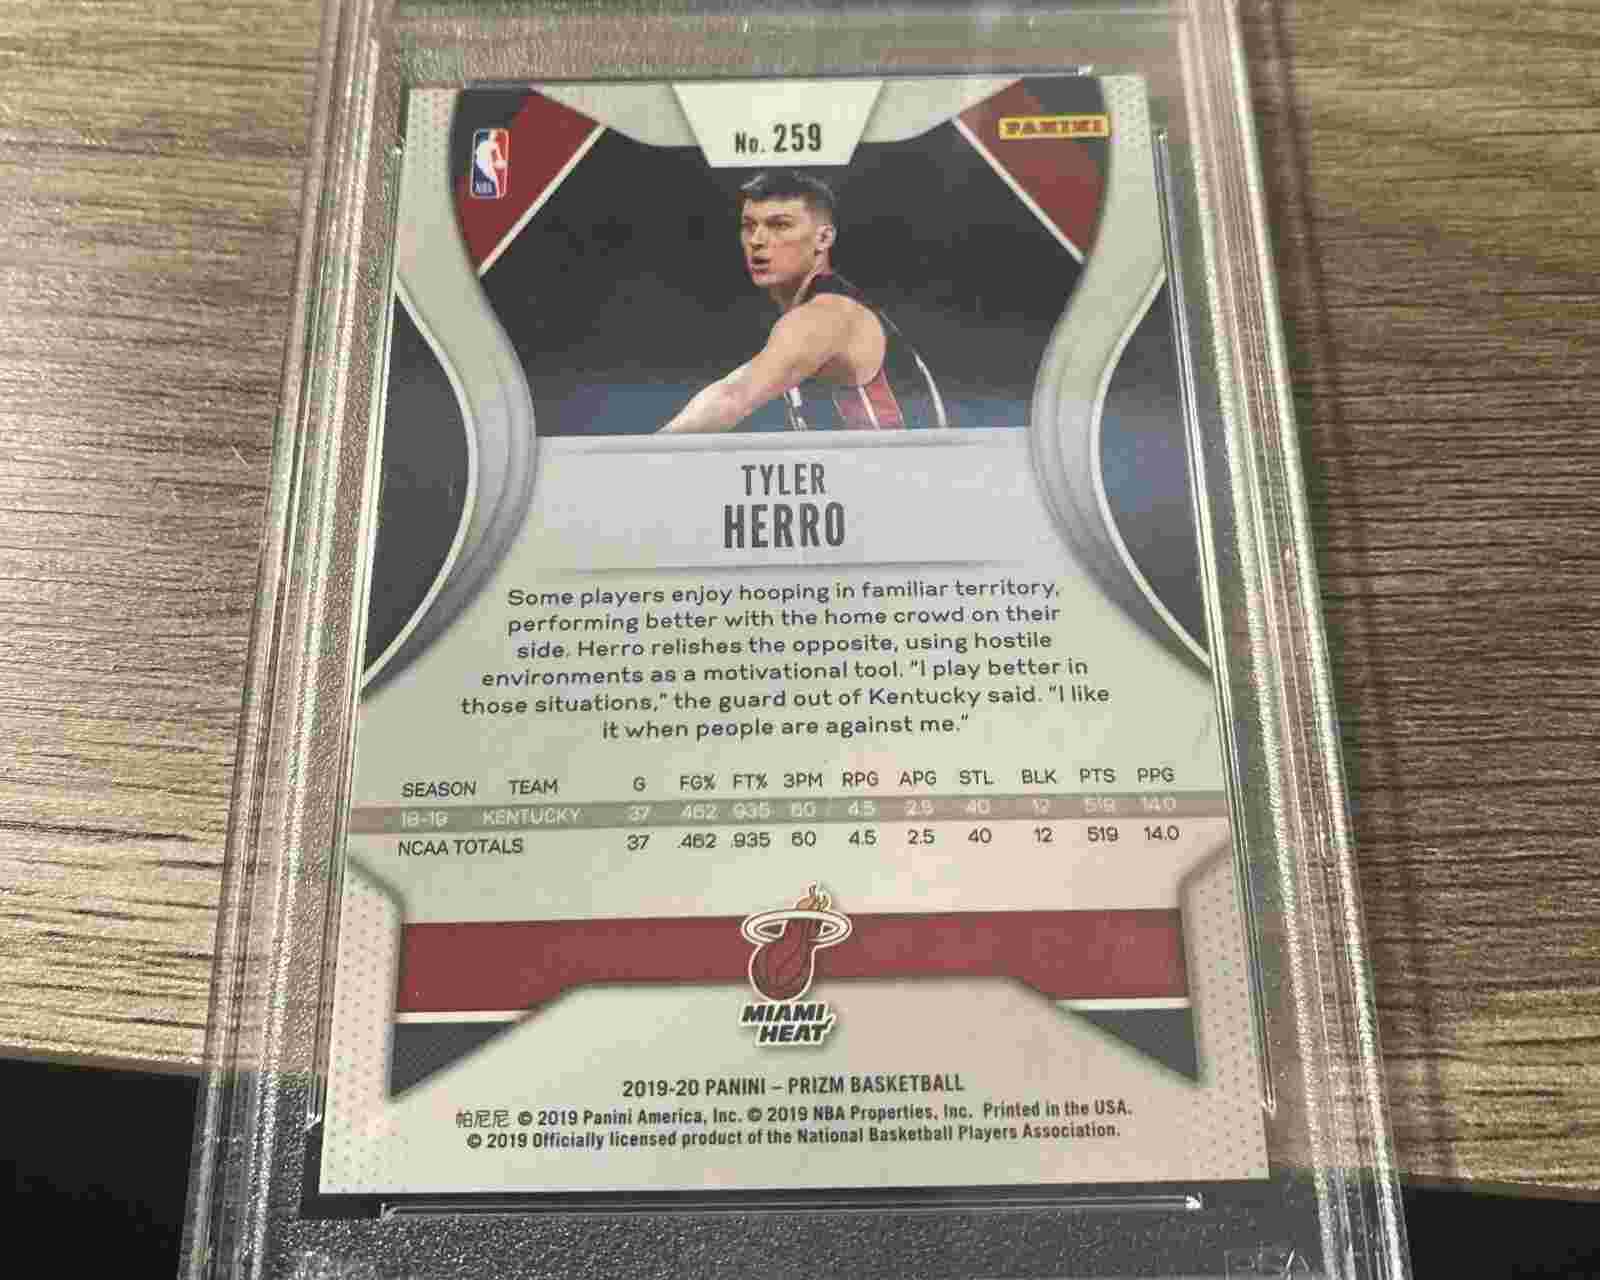 No. 259
NBA
PANINI
TYLER
HERRO
Some players enjoy hooping in familiar territory,
performing better with the home crowd on their
side. Herro relishes the opposite, using hostile
environments as a motivational tool. "I play better in
those situations," the guard out of Kentucky said. "I like
it when people are against me."
SEASON TEAM G FG% FT% 3PM RPG APG STL BLK PTS PPG
18-19 KENTUCKY 37 .462 .935 60 4.5 2.5 40 12 519 14.0
NCAA TOTALS 37 .462 .935 60 4.5 2.5 40 12 519 14.0
MIAMI
HEAT
2019-20 PANINI – PRIZM BASKETBALL
帕尼尼 © 2019 Panini America, Inc. © 2019 NBA Properties, Inc. Printed in the USA.
© 2019 Officially licensed product of the National Basketball Players Association.